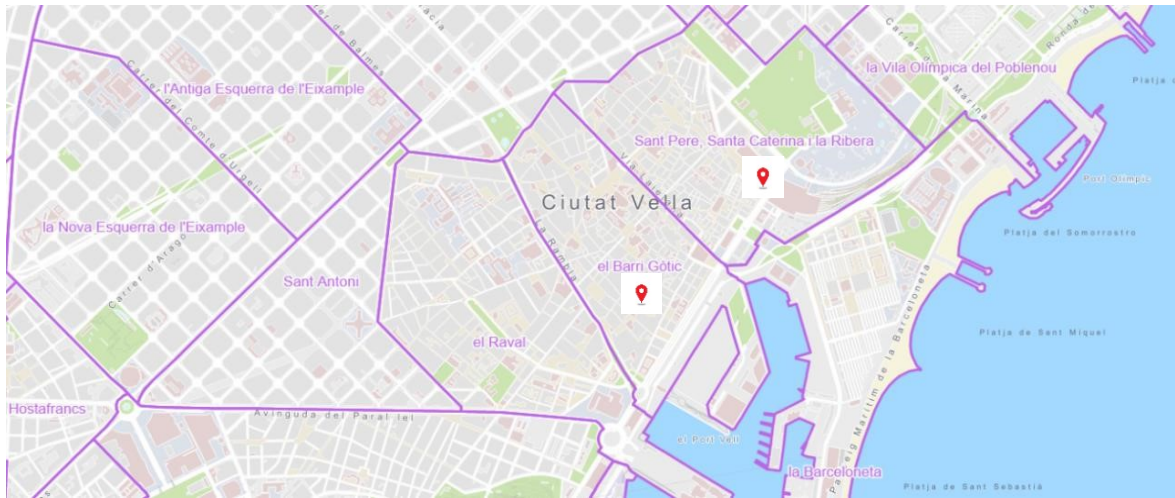 l'Antiga Esquerra de l'Eixample
Carrer del Comte d'Urgell
Carrer de Balmes
la Vila Olímpica del Poblenou
Carrer de la Marina
Ronda de
Platja d
Sant Pere, Santa Caterina i la Ribera
Via Laietana
Port Olímpic
Ciutat Vella
la Nova Esquerra de l'Eixample
Carrer d'Aragó
La Rambla
Platja del Somorrostro
el Barri Gòtic
Sant Antoni
Platja de Sant Miquel
el Raval
Hostafrancs
Avinguda del Paral·lel
Passeig Marítim de la Barceloneta
el Port Vell
la Barceloneta
Platja de Sant Sebastià